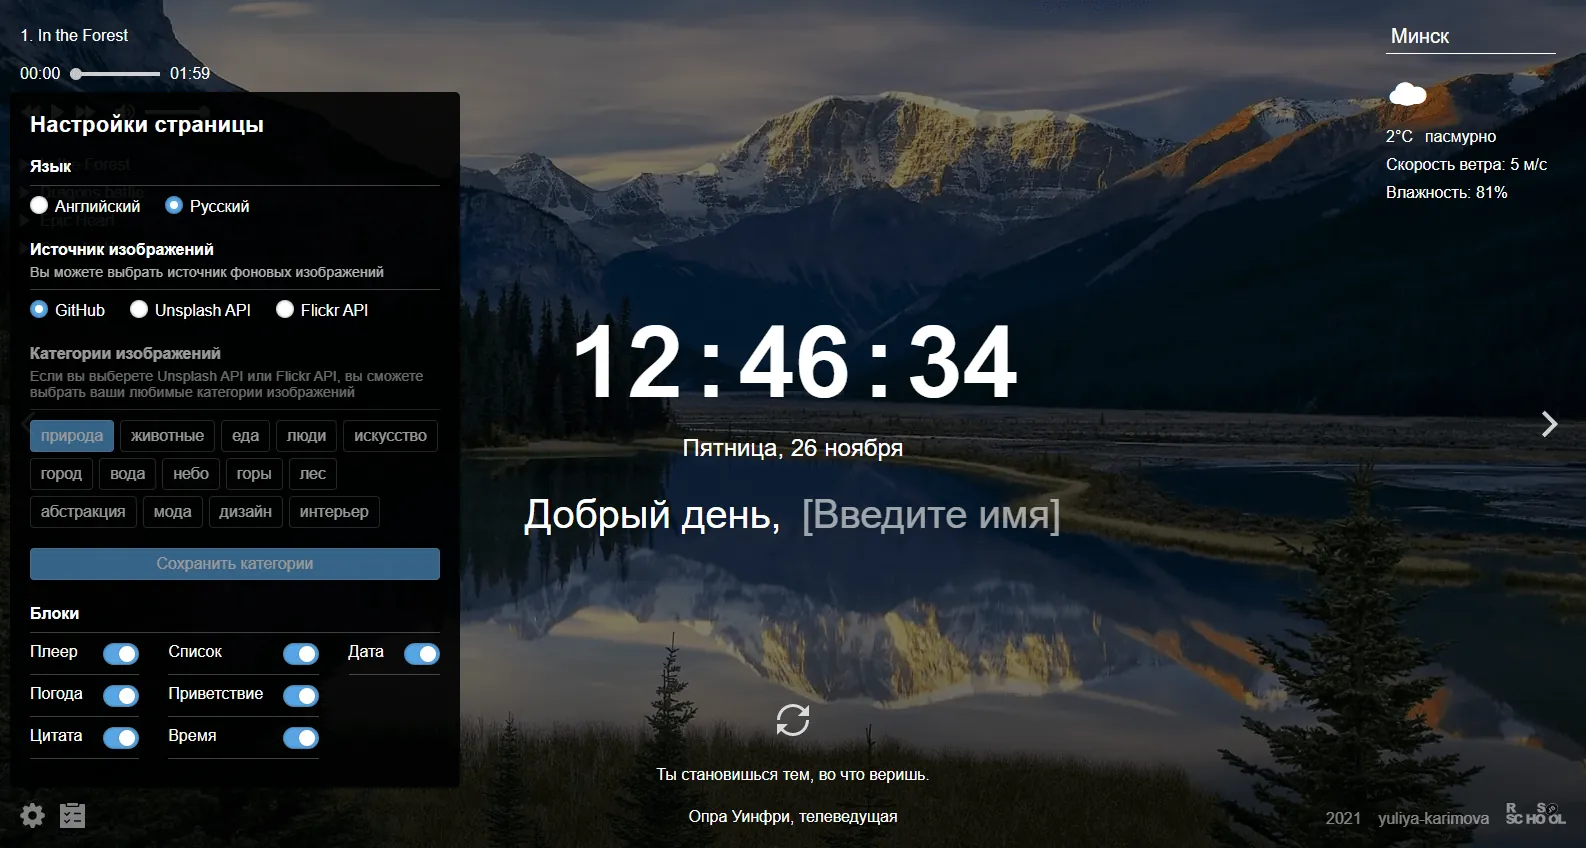 1. In the Forest
00:00 01:59
Настройки страницы
Язык
Английский Русский
Источник изображений
Вы можете выбрать источник фоновых изображений
GitHub Unsplash API Flickr API
Категории изображений
Если вы выберете Unsplash API или Flickr API, вы сможете
выбрать ваши любимые категории изображений
природа животные еда люди искусство
город вода небо горы лес
абстракция мода дизайн интерьер
Сохранить категории
Блоки
Плеер Список Дата
Погода Приветствие
Цитата Время
Минск
2°C пасмурно
Скорость ветра: 5 м/с
Влажность: 81%
12:46:34
Пятница, 26 ноября
Добрый день, [Введите имя]
Ты становишься тем, во что веришь.
Опра Уинфри, телеведущая
2021 yuliya-karimova
RS
SCHOOL